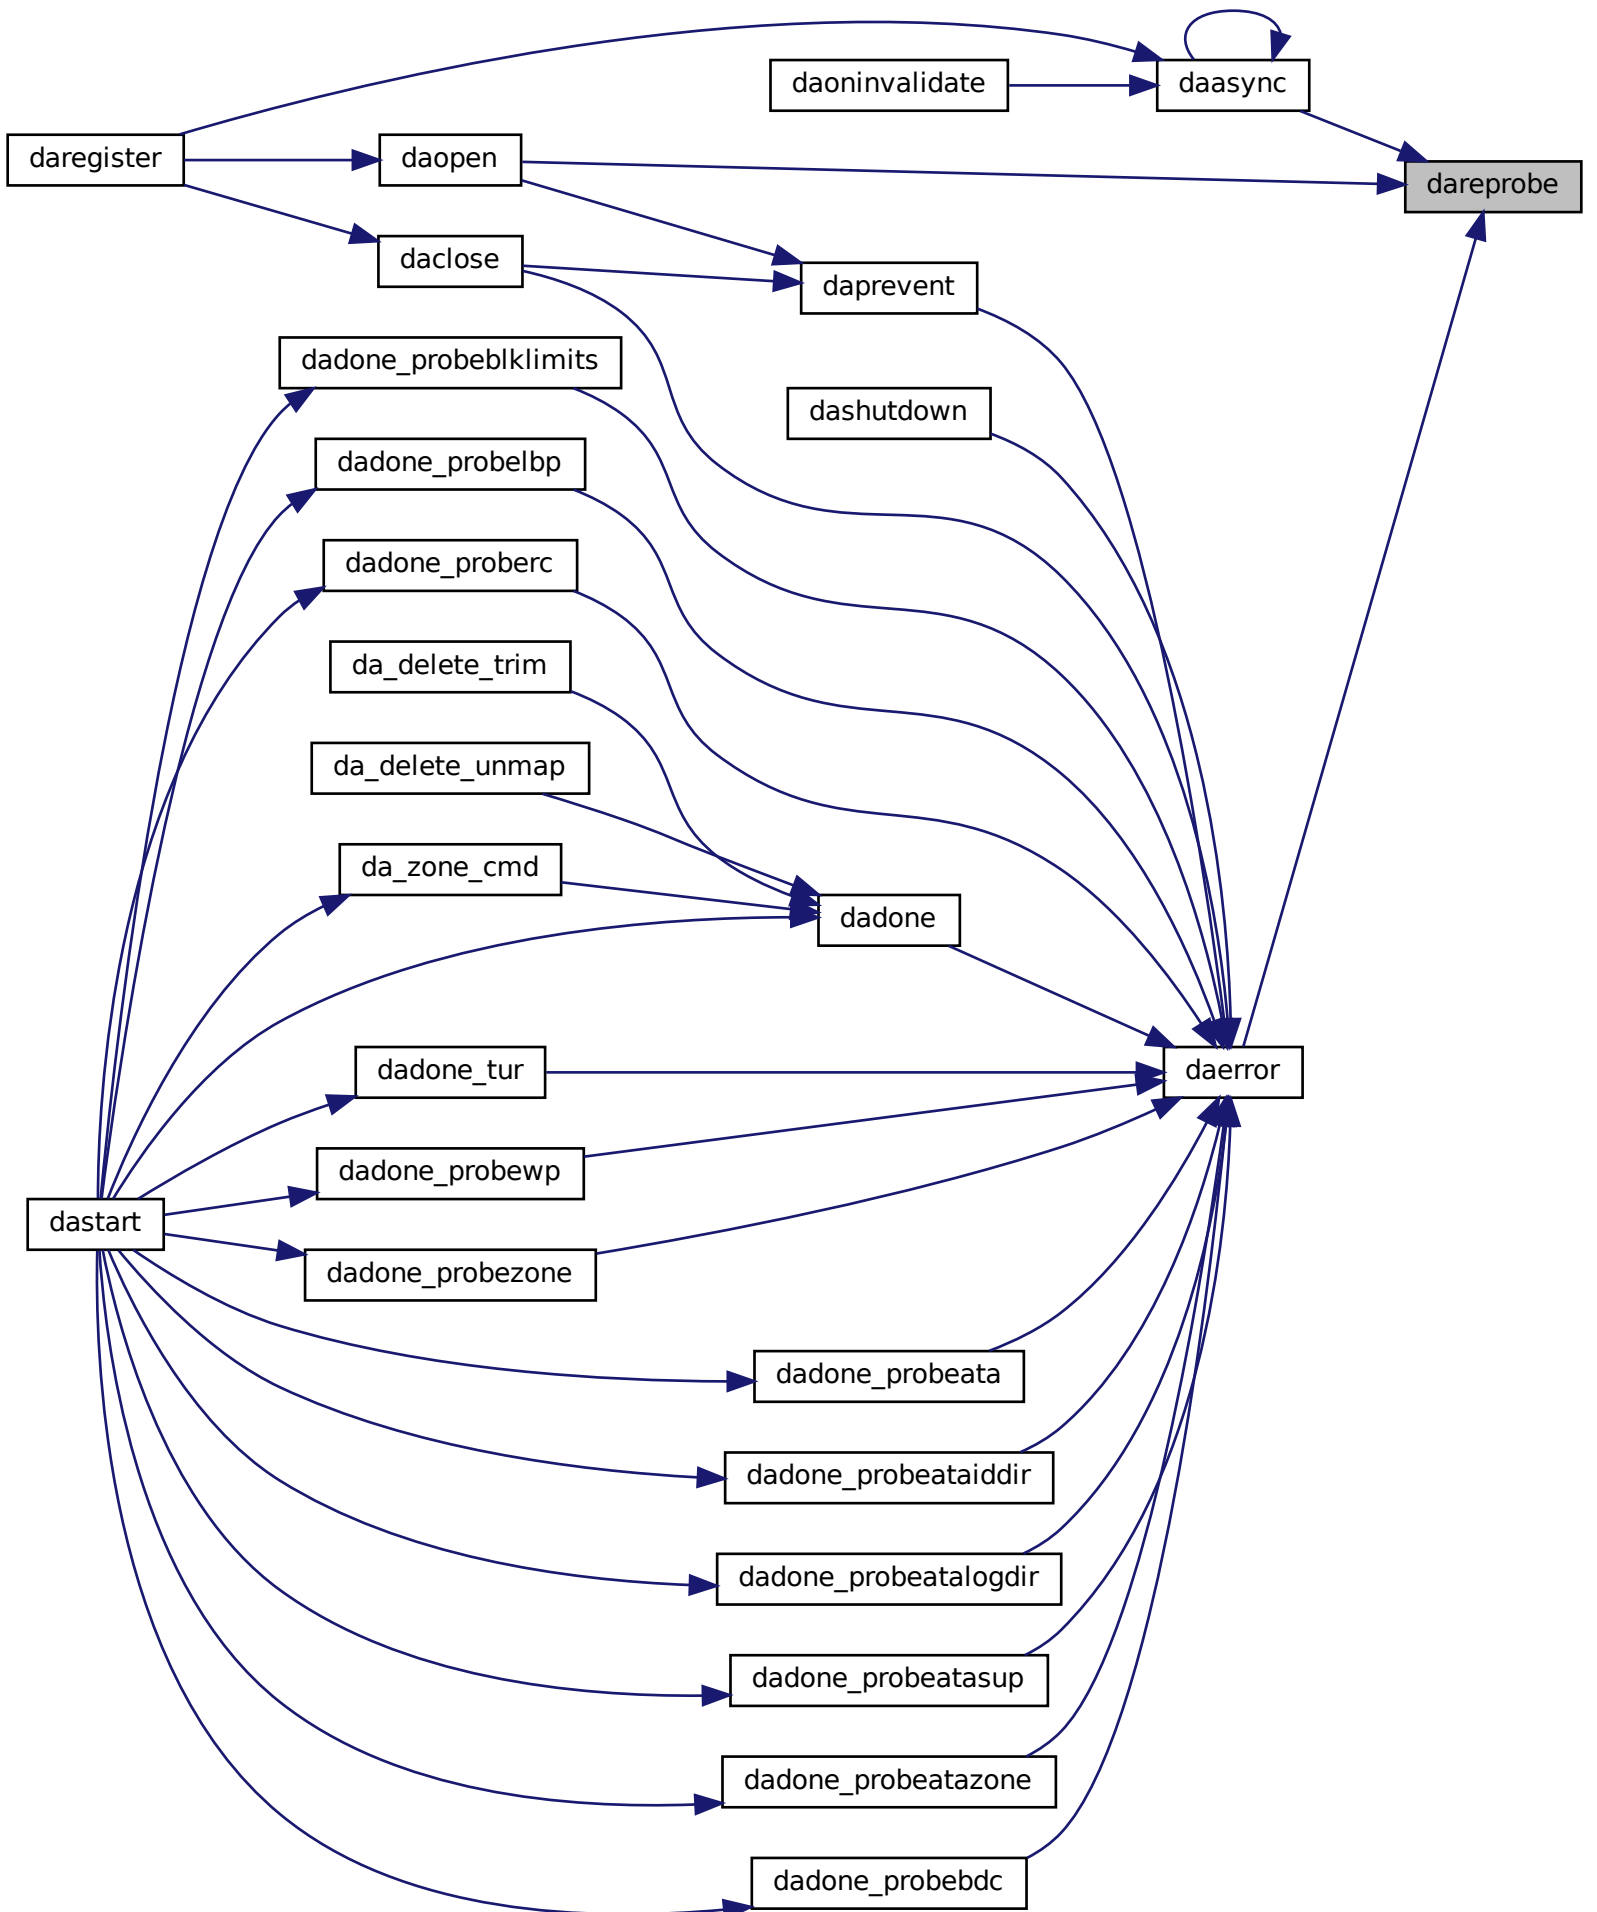 daasync
daoninvalidate
daregister
daopen
dareprobe
daclose
daprevent
dadone_probeblklimits
dashutdown
dadone_probelbp
dadone_proberc
da_delete_trim
da_delete_unmap
da_zone_cmd
dadone
dadone_tur
daerror
dadone_probewp
dastart
dadone_probezone
dadone_probeata
dadone_probeataiddir
dadone_probeatalogdir
dadone_probeatasup
dadone_probeatazone
dadone_probebdc